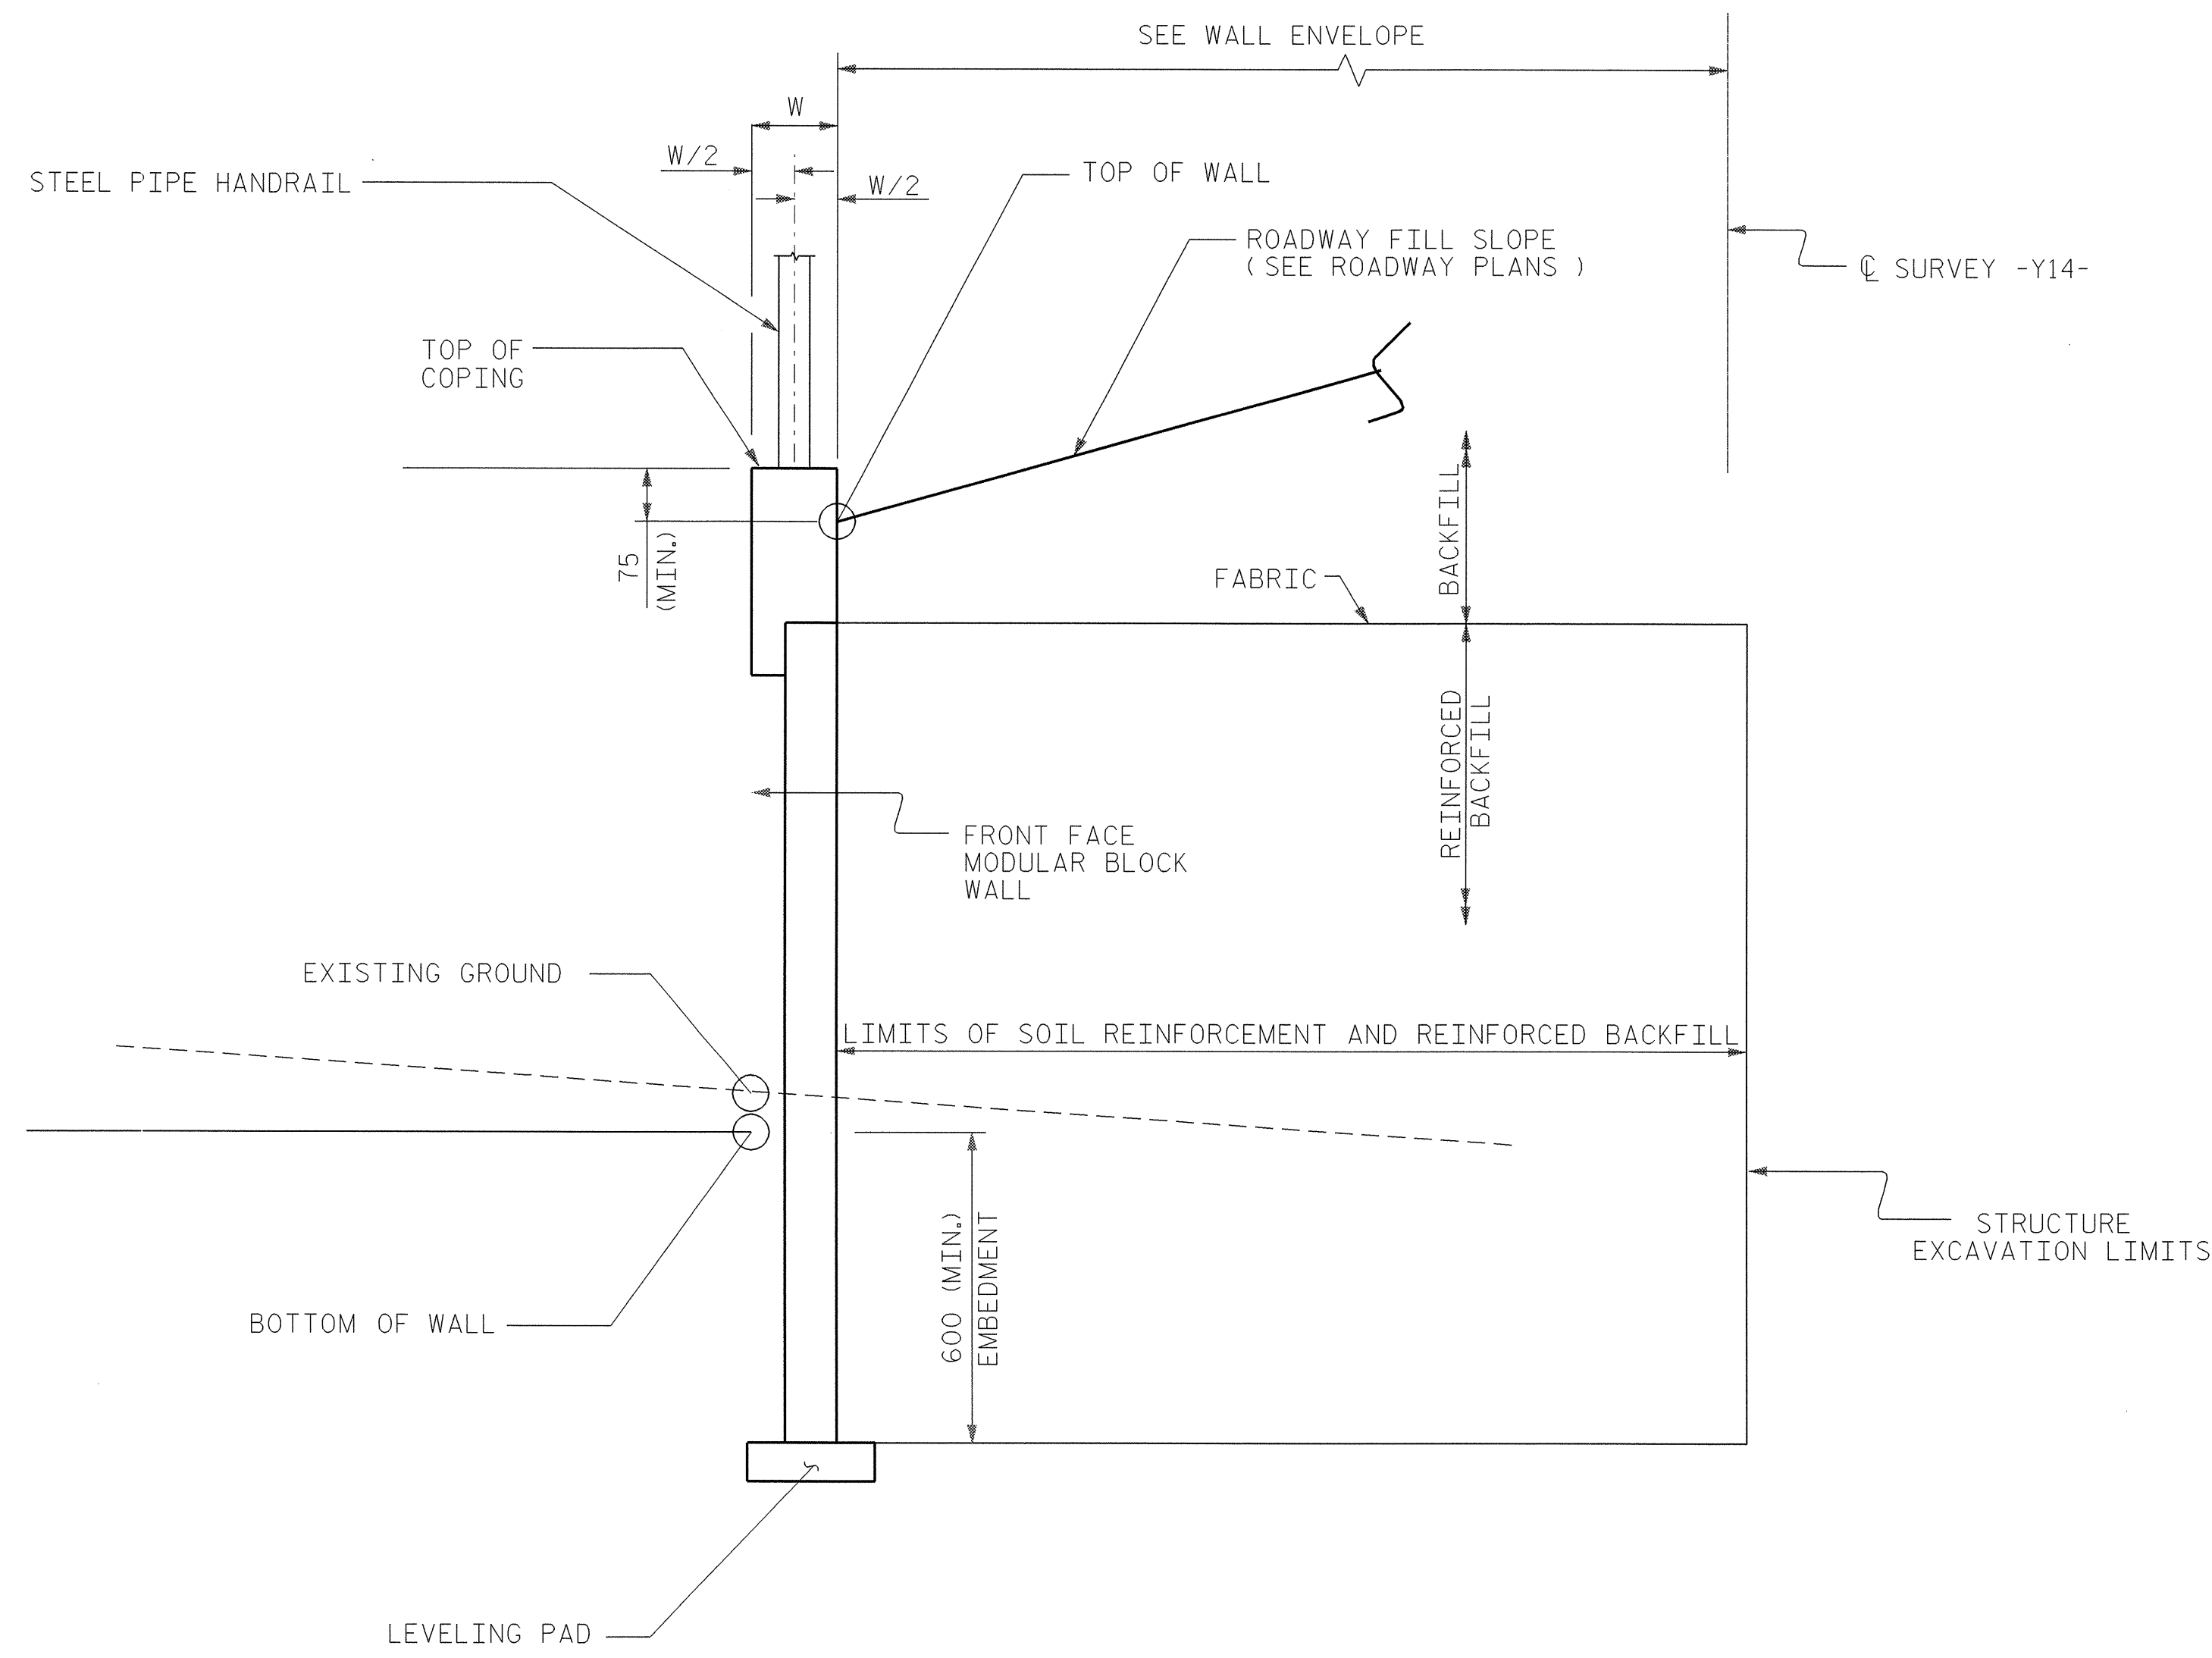 SEE WALL ENVELOPE
W
W/2
W/2
STEEL PIPE HANDRAIL
TOP OF WALL
ROADWAY FILL SLOPE
( SEE ROADWAY PLANS )
℄ SURVEY -Y14-
TOP OF
COPING
75
(MIN.)
BACKFILL
FABRIC
REINFORCED
BACKFILL
FRONT FACE
MODULAR BLOCK
WALL
EXISTING GROUND
LIMITS OF SOIL REINFORCEMENT AND REINFORCED BACKFILL
600 (MIN.)
EMBEDMENT
STRUCTURE
EXCAVATION LIMITS
BOTTOM OF WALL
LEVELING PAD